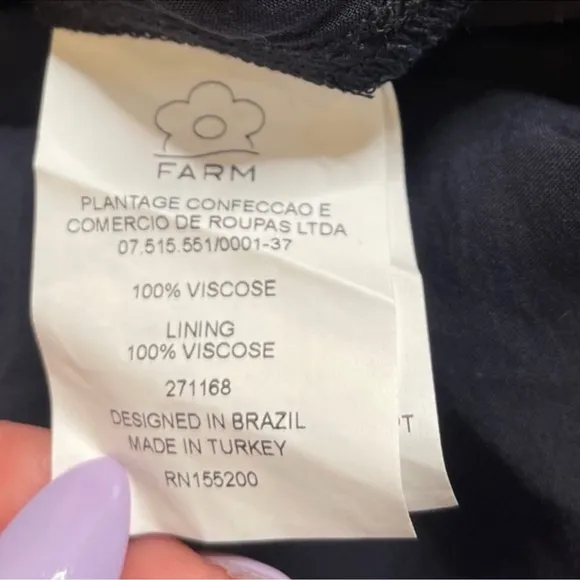 FARM
PLANTAGE CONFECCAO E
COMERCIO DE ROUPAS LTDA
07.515.551/0001-37
100% VISCOSE
LINING
100% VISCOSE
271168
DESIGNED IN BRAZIL
MADE IN TURKEY
RN155200